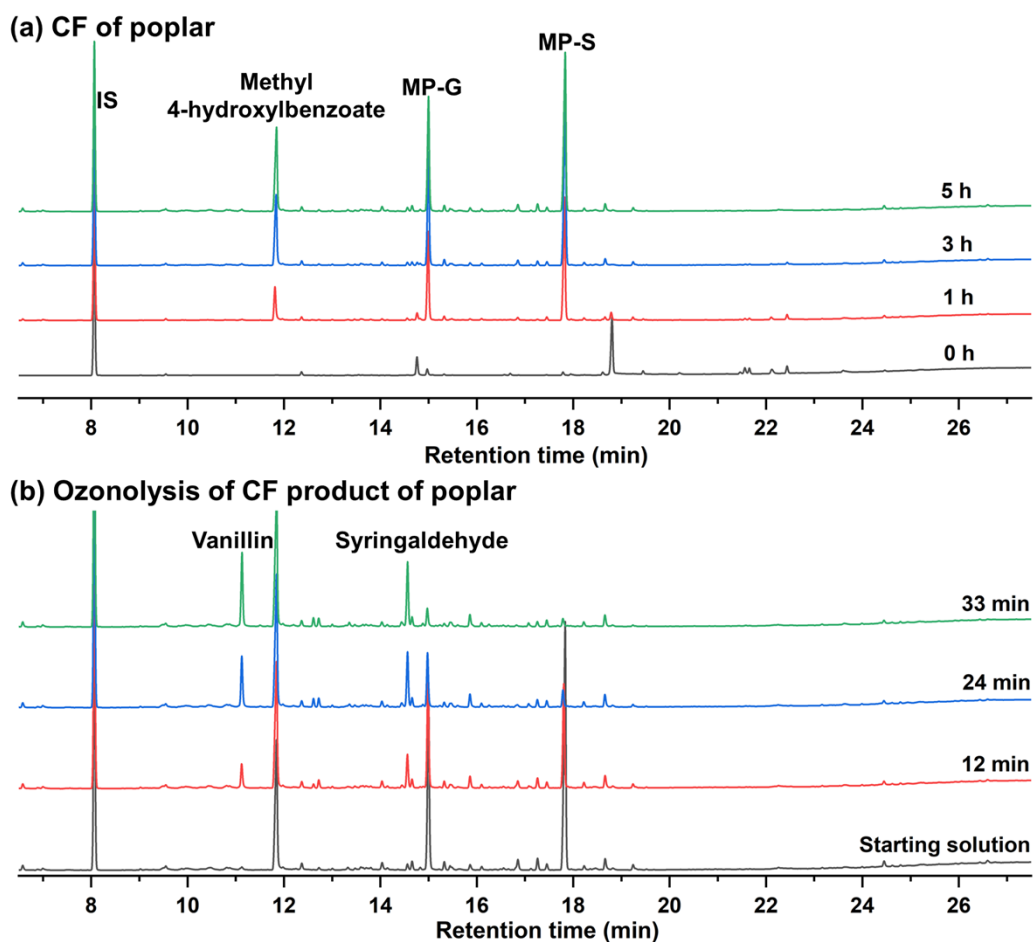 (a) CF of poplar
IS
Methyl
4-hydroxylbenzoate
MP-G
MP-S
5 h
3 h
1 h
0 h
8 10 12 14 16 18 20 22 24 26
Retention time (min)
(b) Ozonolysis of CF product of poplar
Vanillin
Syringaldehyde
33 min
24 min
12 min
Starting solution
8 10 12 14 16 18 20 22 24 26
Retention time (min)